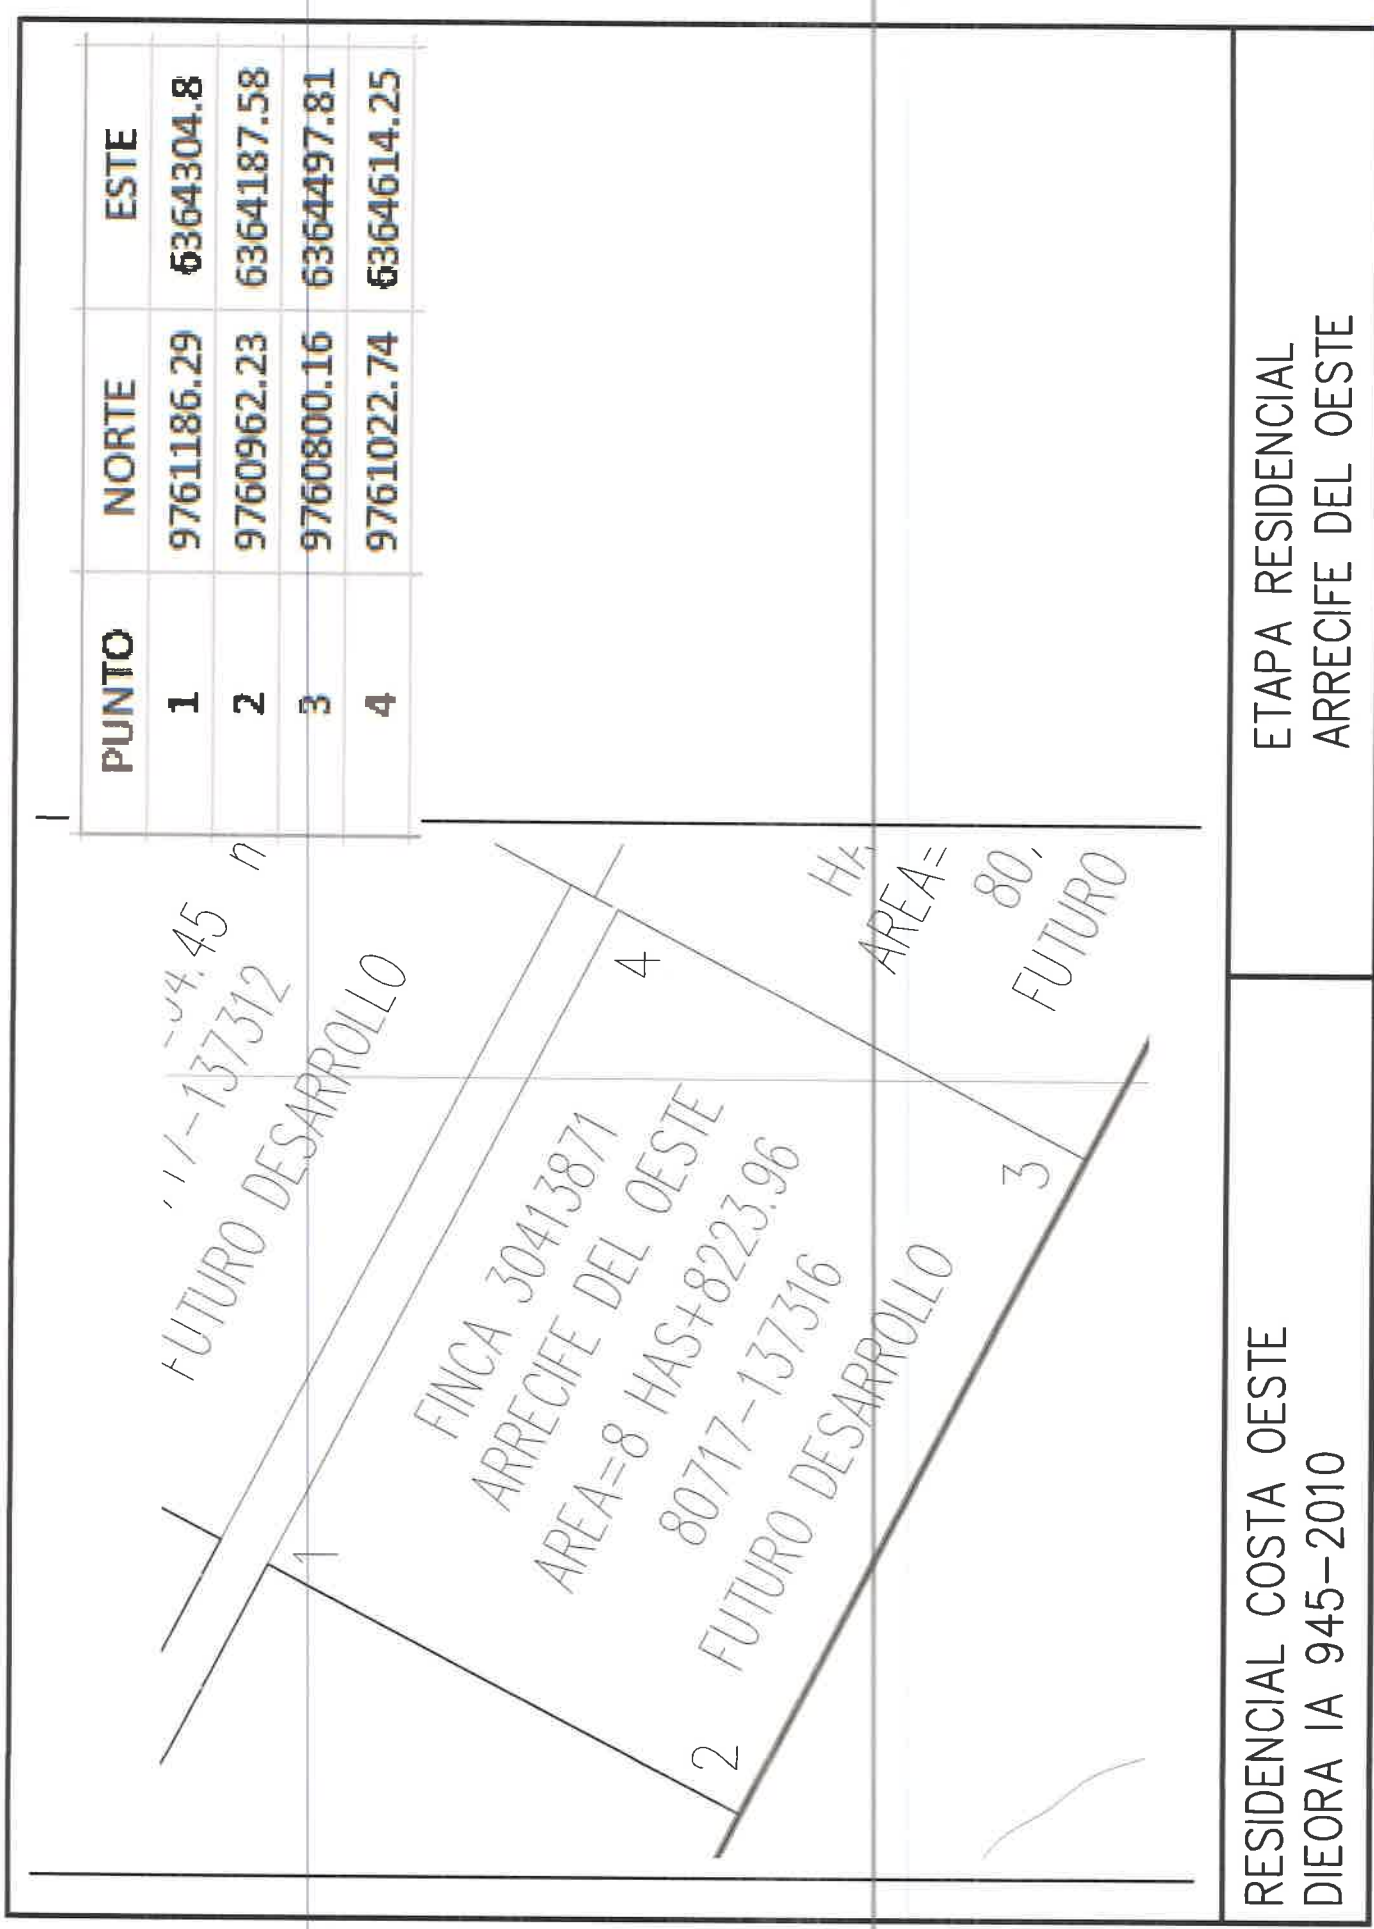 PUNTO NORTE ESTE
1 9761186.29 6364304.8
2 9760962.23 6364187.58
3 9760800.16 6364497.81
4 9761022.74 6364614.25
45
-137312
FUTURO DESARROLLO
1
4
FINCA 30413871
ARRECIFE DEL OESTE
AREA=8 HAS+8223.96
80717-137316
FUTURO DESARROLLO
2
3
AREA=
80,
FUTURO
RESIDENCIAL COSTA OESTE
DIEORA IA 945-2010
ETAPA RESIDENCIAL
ARRECIFE DEL OESTE